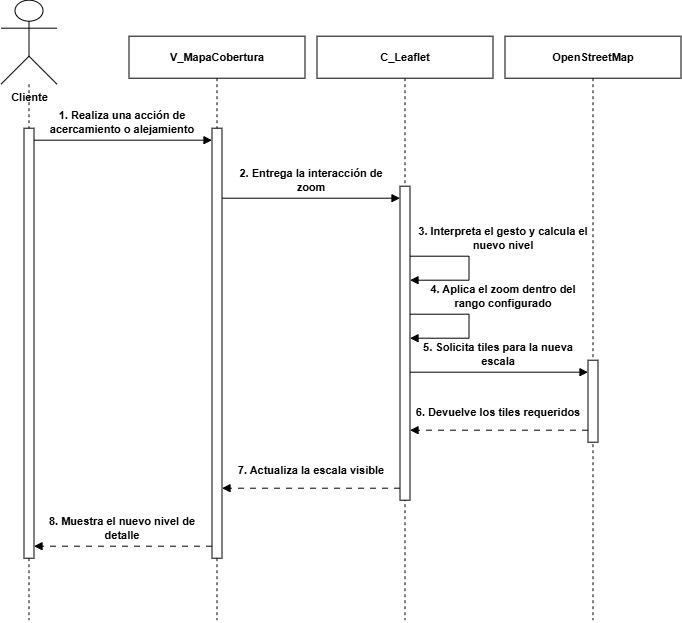 V_MapaCobertura
C_Leaflet
OpenStreetMap
Cliente
1. Realiza una acción de
acercamiento o alejamiento
2. Entrega la interacción de
zoom
3. Interpreta el gesto y calcula el
nuevo nivel
4. Aplica el zoom dentro del
rango configurado
5. Solicita tiles para la nueva
escala
6. Devuelve los tiles requeridos
7. Actualiza la escala visible
8. Muestra el nuevo nivel de
detalle